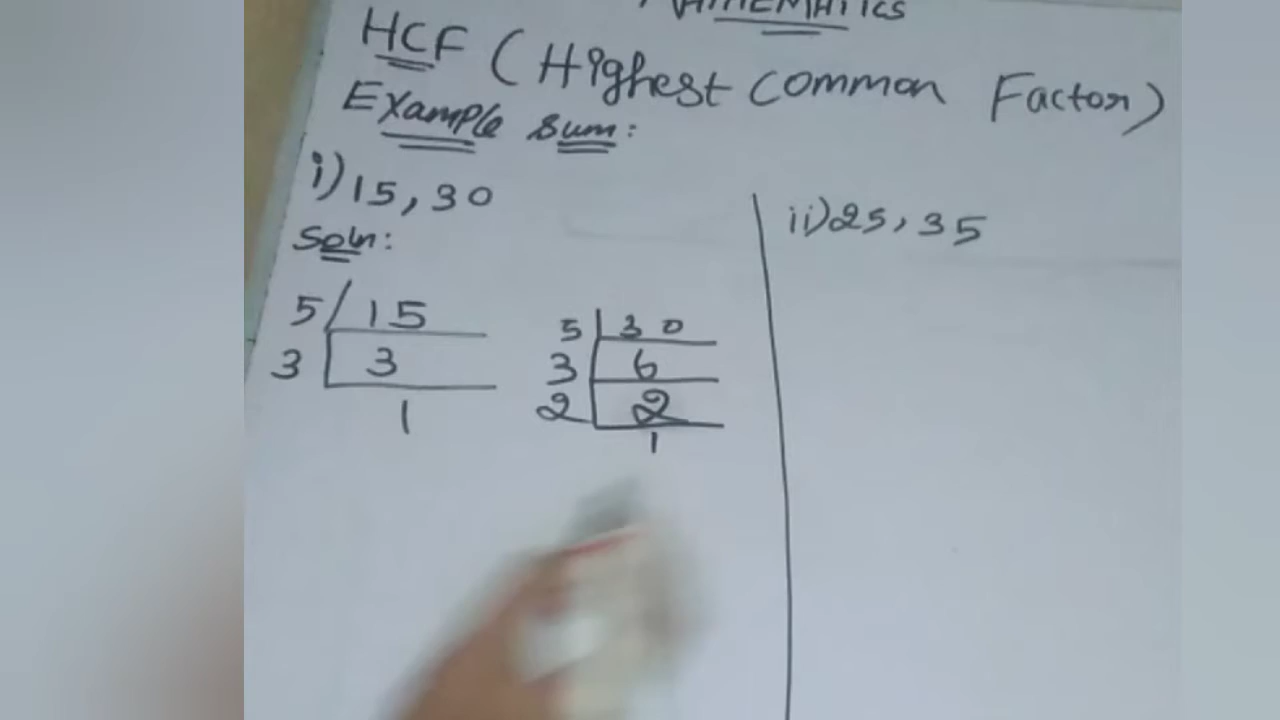 MATHEMATICS
HCF (Highest Common Factor)
Example Sum:
i) 15, 30
Soln:
5 15
3 3
1
5 30
3 6
2 2
1
ii) 25, 35